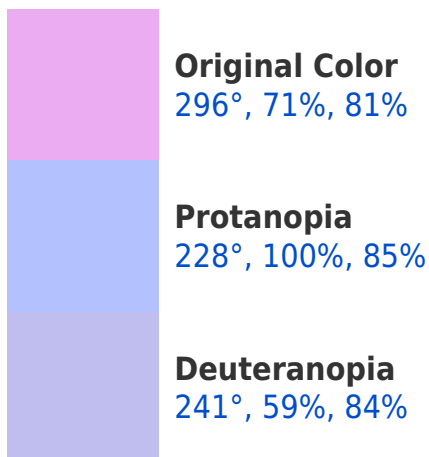 Original Color
296°, 71%, 81%
Protanopia
228°, 100%, 85%
Deuteranopia
241°, 59%, 84%